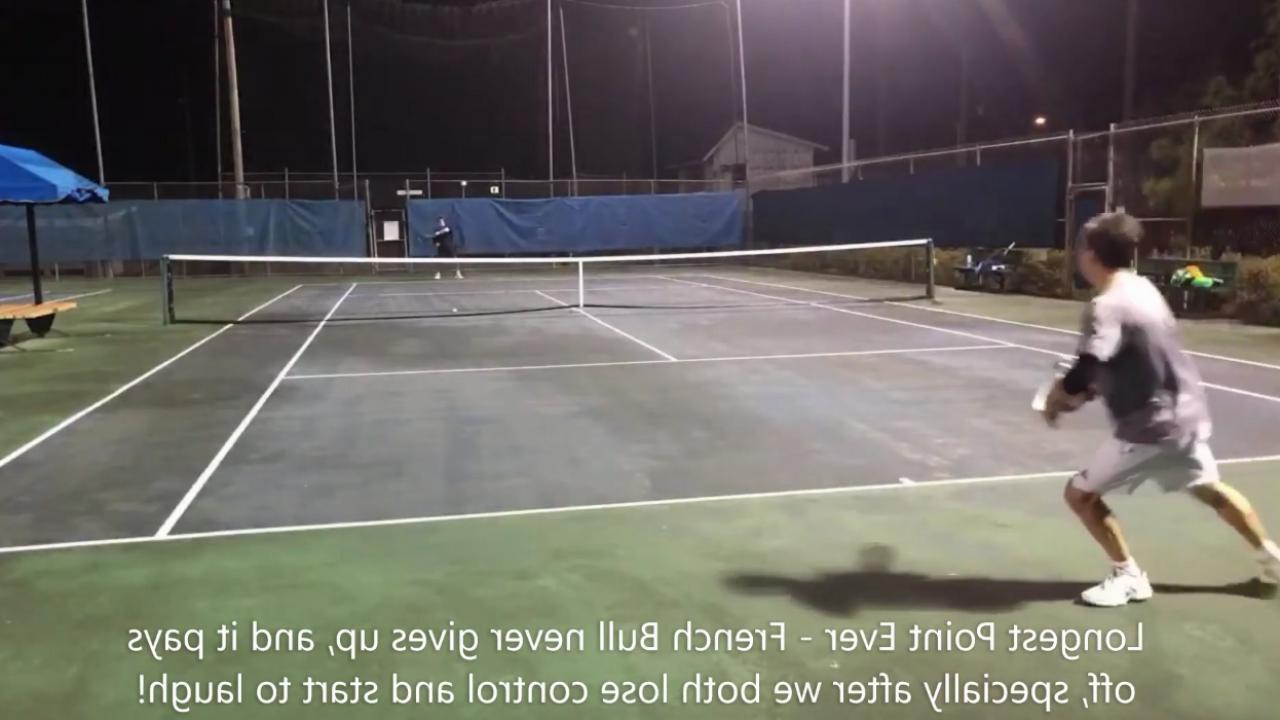 Longest Point Ever - French Bull never gives up, and it pays
off, specially after we both lose control and start to laugh!